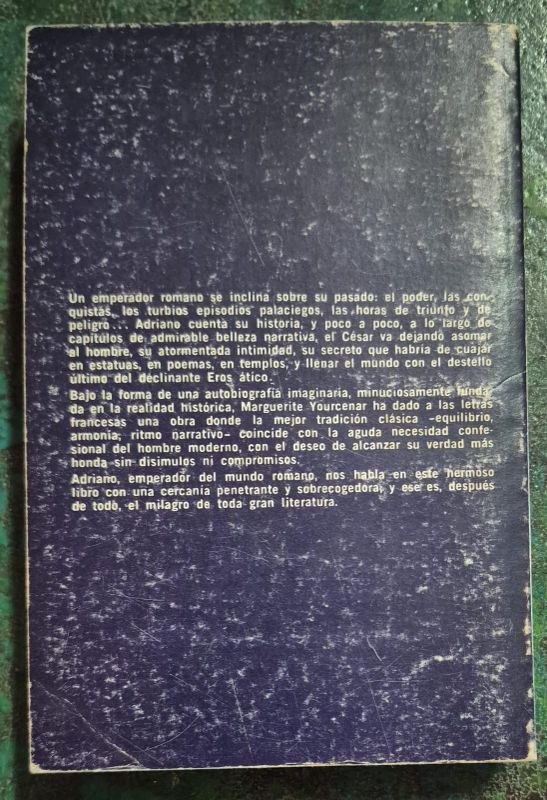 Un emperador romano se inclina sobre su pasado: el poder, las con-
quistas, los turbios episodios palaciegos, las horas de triunfo y de
peligro... Adriano cuenta su historia, y poco a poco, a lo largo de
capítulos de admirable belleza narrativa, el César va dejando asomar
al hombre, su atormentada intimidad, su secreto que habría de cuajar
en estatuas, en poemas, en templos, y llenar el mundo con el destello
último del declinante Eros ático.
Bajo la forma de una autobiografía imaginaria, minuciosamente funda-
da en la realidad histórica, Marguerite Yourcenar ha dado a las letras
francesas una obra donde la mejor tradición clásica -equilibrio,
armonía, ritmo narrativo- coincide con la aguda necesidad confe-
sional del hombre moderno, con el deseo de alcanzar su verdad más
honda sin disimulos ni compromisos.
Adriano, emperador del mundo romano, nos habla en este hermoso
libro con una cercanía penetrante y sobrecogedora; y ese es, después
de todo, el milagro de toda gran literatura.